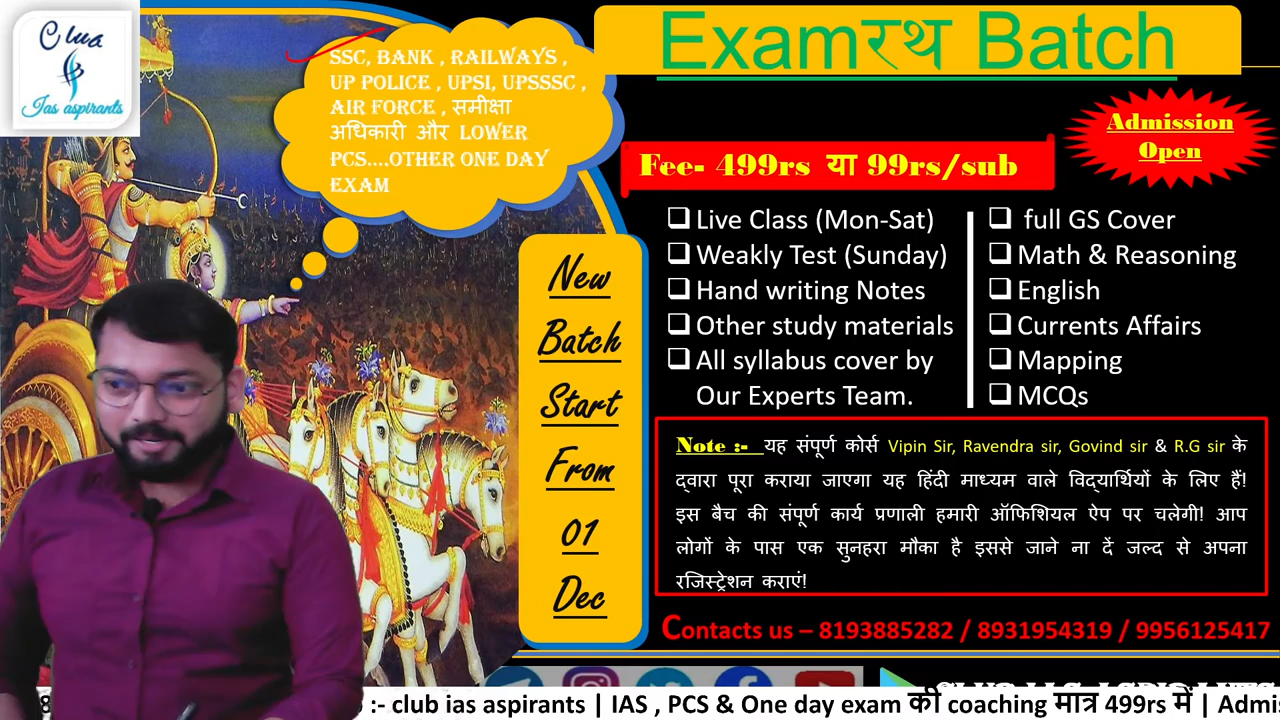 Clua
Ias aspirants
SSC, BANK , RAILWAYS ,
UP POLICE , UPSI, UPSSSC ,
AIR FORCE , समीक्षा
अधिकारी और LOWER
PCS....OTHER ONE DAY
EXAM
Examरथ Batch
Admission
Open
Fee- 499rs या 99rs/sub
Live Class (Mon-Sat)
Weakly Test (Sunday)
Hand writing Notes
Other study materials
All syllabus cover by
Our Experts Team.
full GS Cover
Math & Reasoning
English
Currents Affairs
Mapping
MCQs
New
Batch
Start
From
01
Dec
Note :- यह संपूर्ण कोर्स Vipin Sir, Ravendra sir, Govind sir & R.G sir के
द्वारा पूरा कराया जाएगा यह हिंदी माध्यम वाले विद्यार्थियों के लिए हैं!
इस बैच की संपूर्ण कार्य प्रणाली हमारी ऑफिशियल ऐप पर चलेगी! आप
लोगों के पास एक सुनहरा मौका है इससे जाने ना दें जल्द से अपना
रजिस्ट्रेशन कराएं!
Contacts us – 8193885282 / 8931954319 / 9956125417
:- club ias aspirants | IAS , PCS & One day exam की coaching मात्र 499rs में | Admi